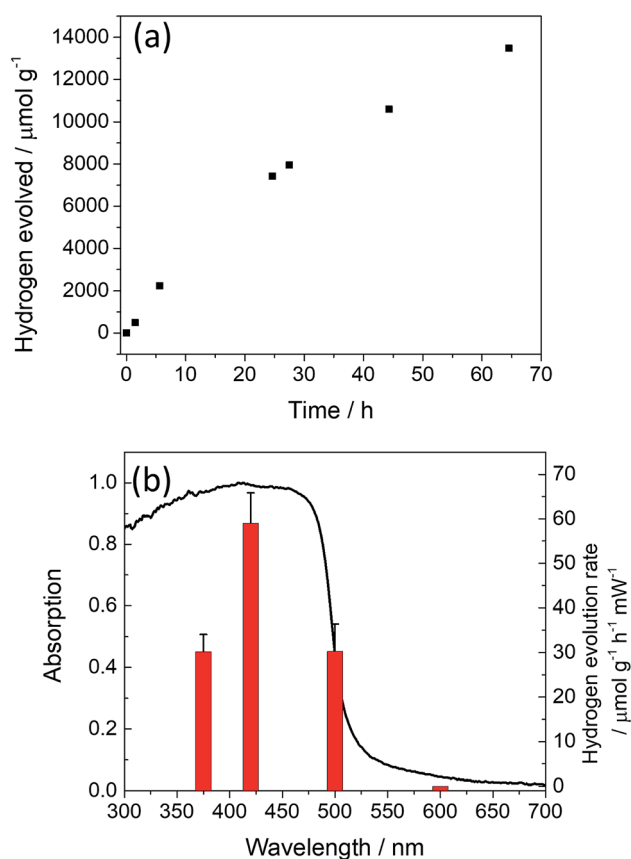 (a)
Hydrogen evolved / μmol g⁻¹
14000
12000
10000
8000
6000
4000
2000
0
0 10 20 30 40 50 60 70
Time / h
(b)
Absorption
1.0
0.8
0.6
0.4
0.2
0.0
70
60
50
40
30
20
10
0
Hydrogen evolution rate
/ μmol g⁻¹ h⁻¹ mW⁻¹
300 350 400 450 500 550 600 650 700
Wavelength / nm